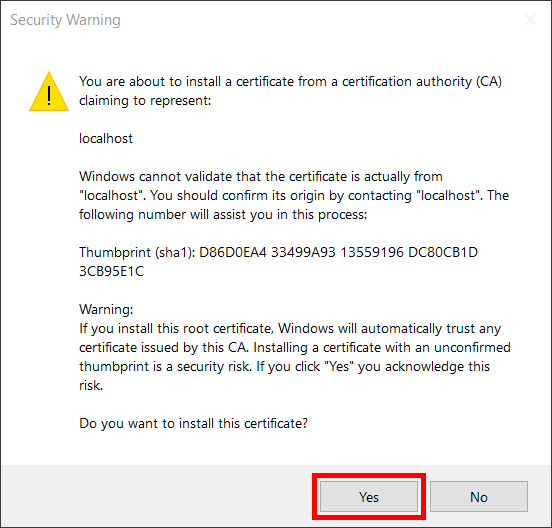 Security Warning
You are about to install a certificate from a certification authority (CA)
claiming to represent:
localhost
Windows cannot validate that the certificate is actually from
"localhost". You should confirm its origin by contacting "localhost". The
following number will assist you in this process:
Thumbprint (sha1): D86D0EA4 33499A93 13559196 DC80CB1D
3CB95E1C
Warning:
If you install this root certificate, Windows will automatically trust any
certificate issued by this CA. Installing a certificate with an unconfirmed
thumbprint is a security risk. If you click "Yes" you acknowledge this
risk.
Do you want to install this certificate?
Yes
No